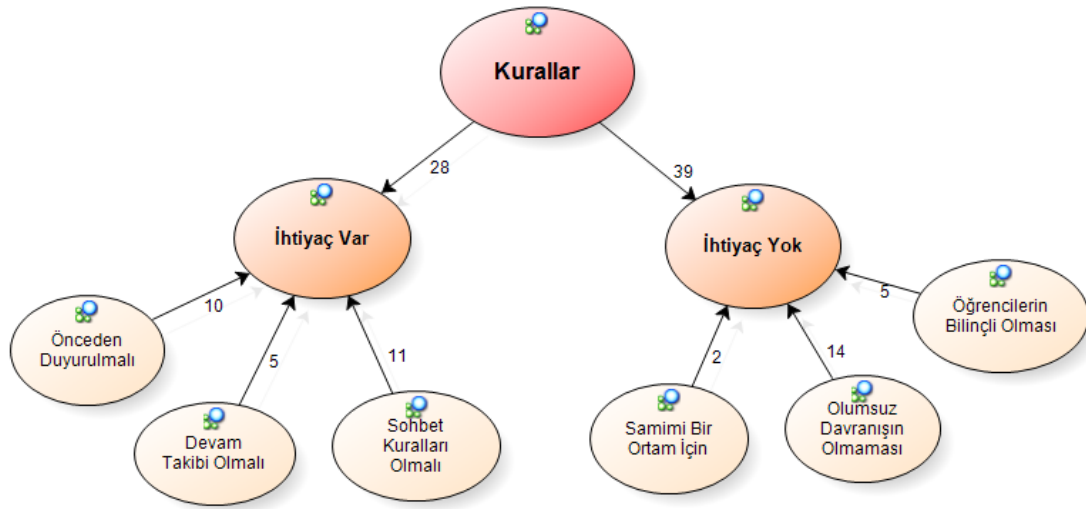 Kurallar
28
39
İhtiyaç Var
İhtiyaç Yok
10
5
11
2
14
5
Önceden
Duyurulmalı
Devam
Takibi Olmalı
Sohbet
Kuralları
Olmalı
Samimi Bir
Ortam İçin
Olumsuz
Davranışın
Olmaması
Öğrencilerin
Bilinçli Olması